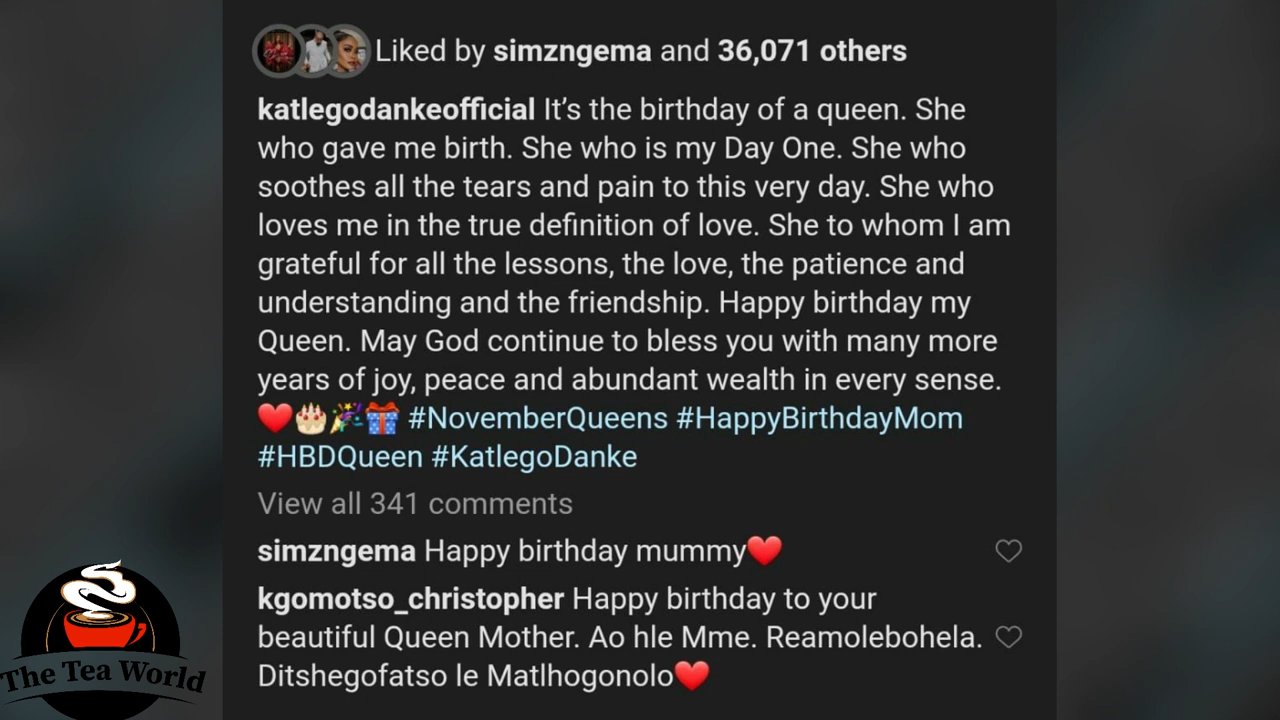 Liked by simzngema and 36,071 others
katlegodankeofficial It’s the birthday of a queen. She
who gave me birth. She who is my Day One. She who
soothes all the tears and pain to this very day. She who
loves me in the true definition of love. She to whom I am
grateful for all the lessons, the love, the patience and
understanding and the friendship. Happy birthday my
Queen. May God continue to bless you with many more
years of joy, peace and abundant wealth in every sense.
❤️🎂🎉🎁 #NovemberQueens #HappyBirthdayMom
#HBDQueen #KatlegoDanke
View all 341 comments
simzngema Happy birthday mummy❤️
kgomotso_christopher Happy birthday to your
beautiful Queen Mother. Ao hle Mme. Reamolebohela.
Ditshegofatso le Matlhogonolo❤️
The Tea World